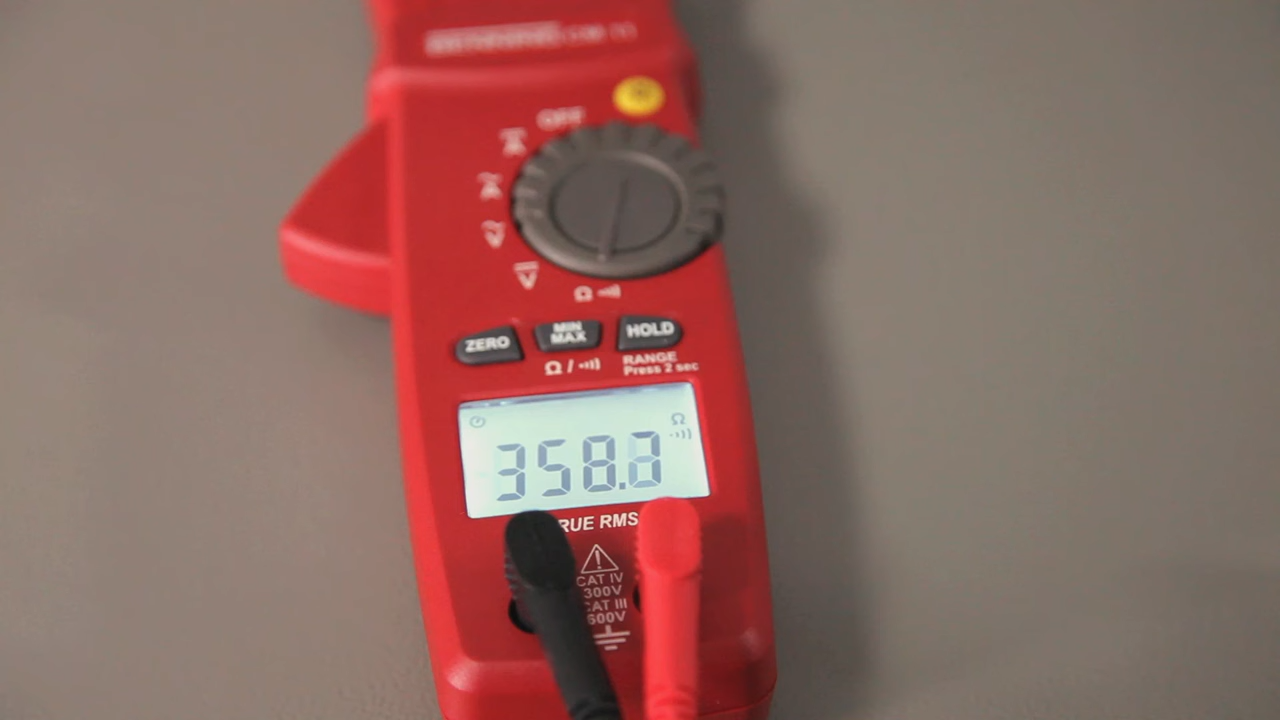 OFF
A
A
V
V
Ω
ZERO
MIN
MAX
HOLD
Ω /
RANGE
Press 2 sec
Ω
358.8
RUE RMS
CAT IV
300V
CAT III
600V